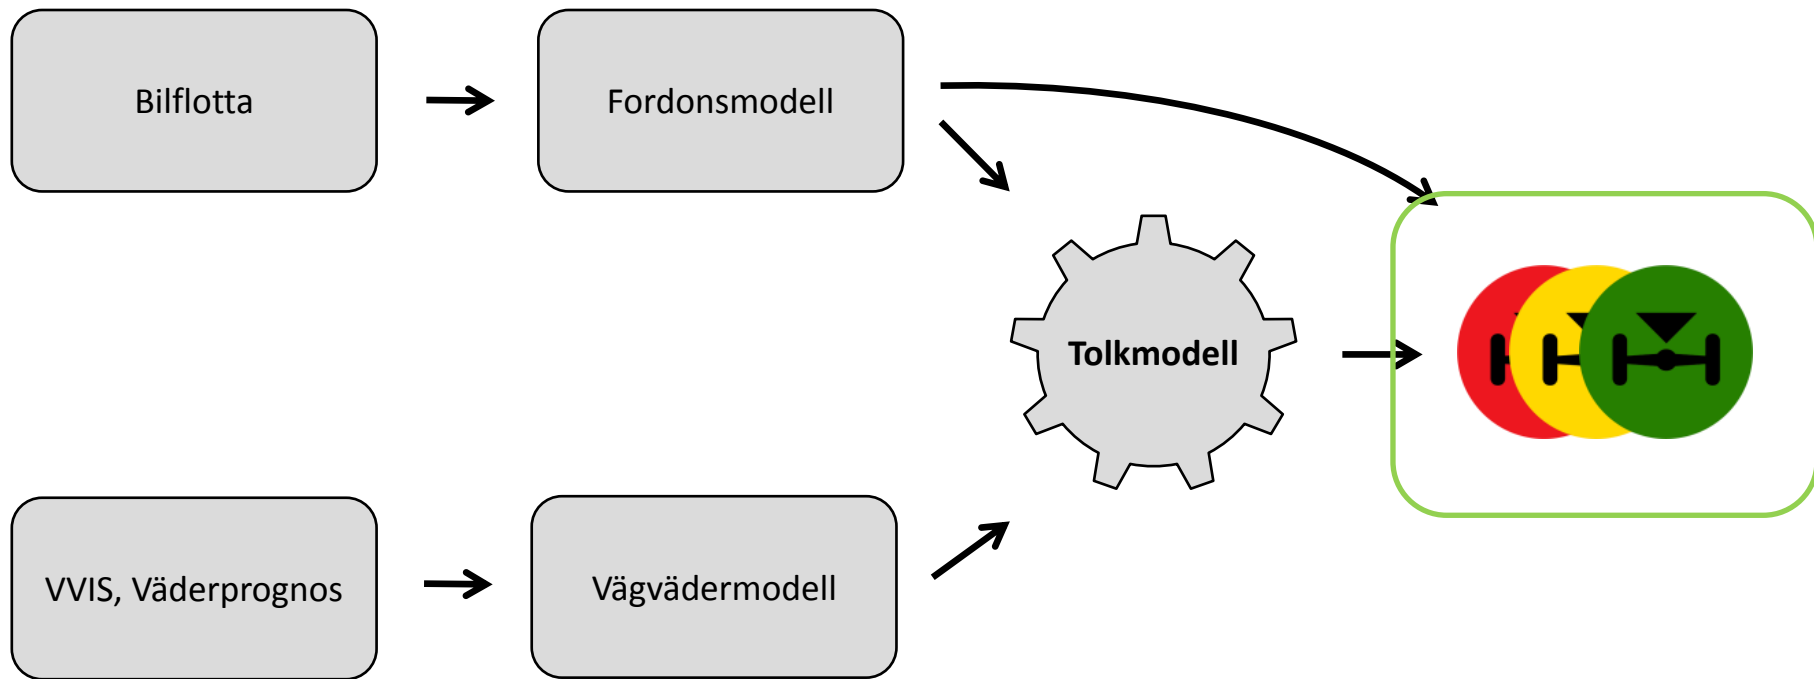 Bilflotta
Fordonsmodell
Tolkmodell
VVIS, Väderprognos
Vägvädermodell